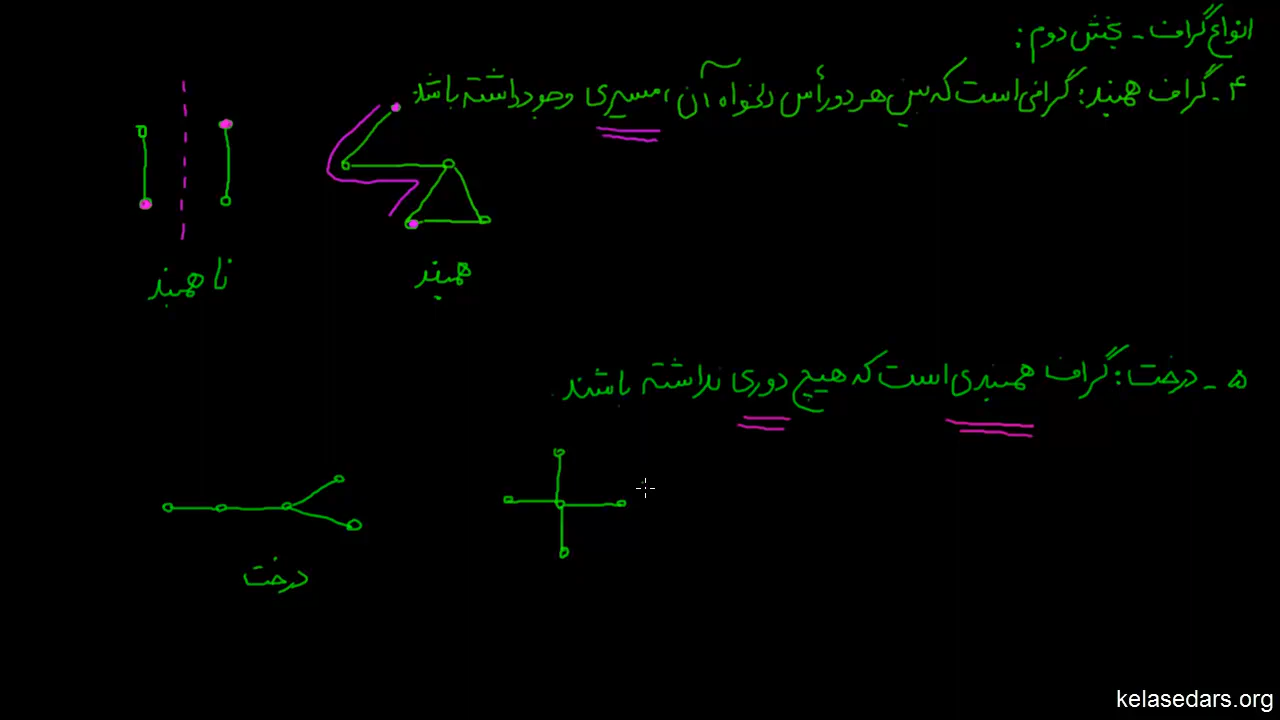 انواع گراف - بخش دوم:
۴- گراف همبند: گرافی است که بین هر دو رأس دلخواه آن، مسیری وجود داشته باشد.
همبند
ناهمبند
۵- درخت: گراف همبندی است که هیچ دوری نداشته باشند.
درخت
kelasedars.org